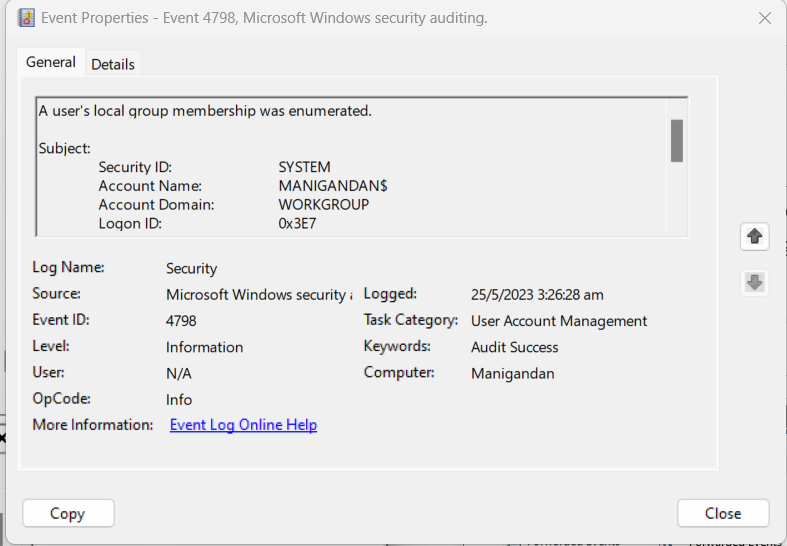 Event Properties - Event 4798, Microsoft Windows security auditing.
General Details
A user's local group membership was enumerated.
Subject:
Security ID: SYSTEM
Account Name: MANIGANDAN$
Account Domain: WORKGROUP
Logon ID: 0x3E7
Log Name: Security
Source: Microsoft Windows security Logged: 25/5/2023 3:26:28 am
Event ID: 4798 Task Category: User Account Management
Level: Information Keywords: Audit Success
User: N/A Computer: Manigandan
OpCode: Info
More Information: Event Log Online Help
Copy Close